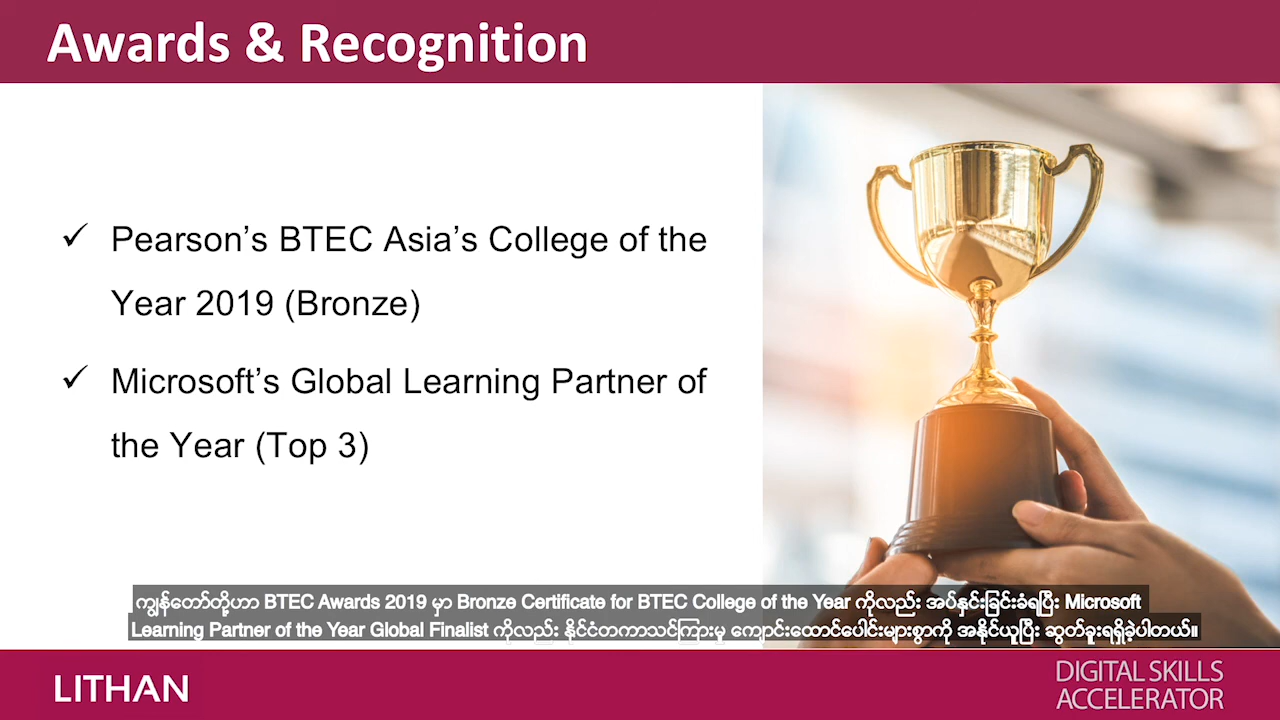 Awards & Recognition
✓ Pearson’s BTEC Asia’s College of the
Year 2019 (Bronze)
✓ Microsoft’s Global Learning Partner of
the Year (Top 3)
ကျွန်တော်တို့ဟာ BTEC Awards 2019 မှာ Bronze Certificate for BTEC College of the Year ကိုလည်း အပ်နှင်းခြင်းခံရပြီး Microsoft
Learning Partner of the Year Global Finalist ကိုလည်း နိုင်ငံတကာသင်ကြားမှု ကျောင်းထောင်ပေါင်းများစွာကို အနိုင်ယူပြီး ဆွတ်ခူးရရှိခဲ့ပါတယ်။
LITHAN
DIGITAL SKILLS
ACCELERATOR